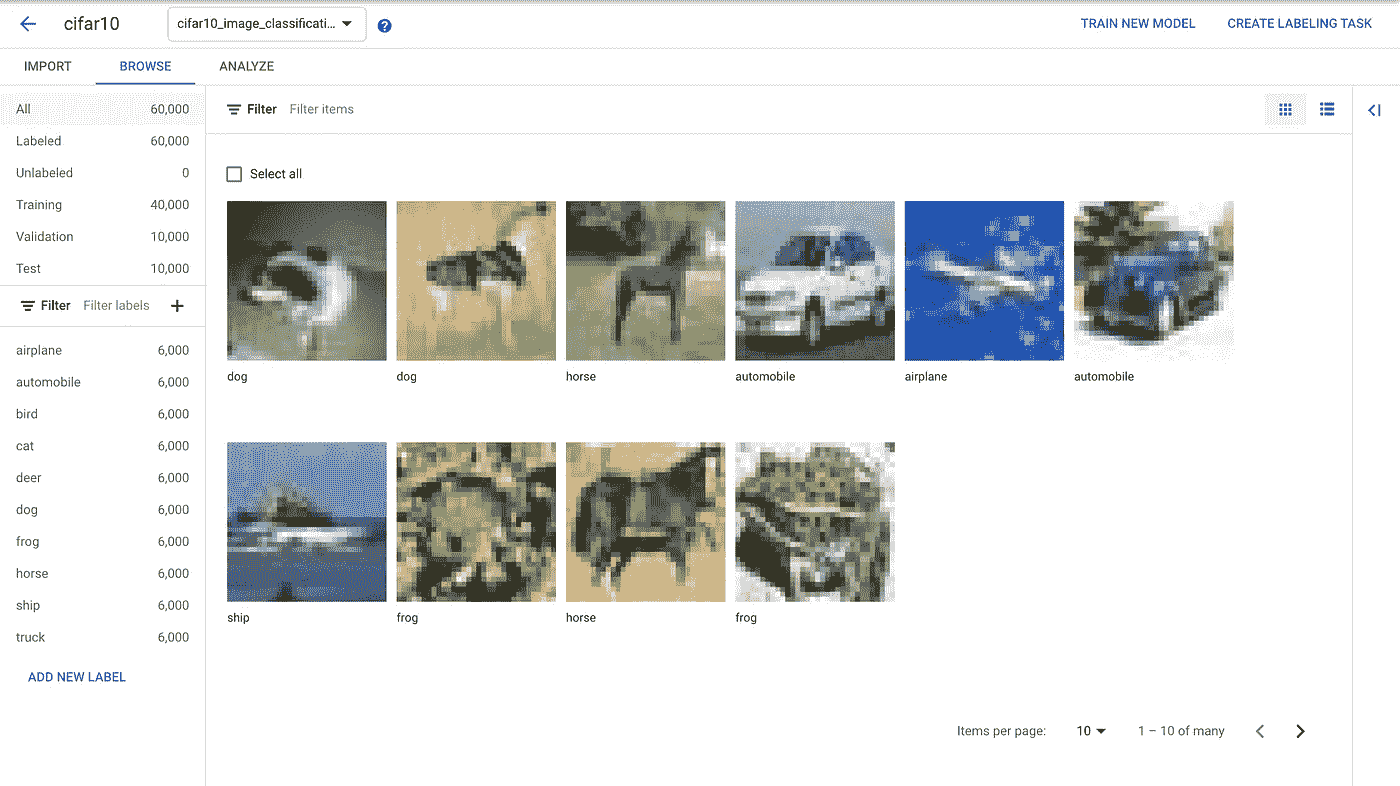 cifar10
cifar10_image_classificati...
TRAIN NEW MODEL
CREATE LABELING TASK
IMPORT
BROWSE
ANALYZE
All 60,000
Labeled 60,000
Unlabeled 0
Training 40,000
Validation 10,000
Test 10,000
Filter Filter labels
airplane 6,000
automobile 6,000
bird 6,000
cat 6,000
deer 6,000
dog 6,000
frog 6,000
horse 6,000
ship 6,000
truck 6,000
ADD NEW LABEL
Filter Filter items
Select all
dog
dog
horse
automobile
airplane
automobile
ship
frog
horse
frog
Items per page: 10 1 – 10 of many